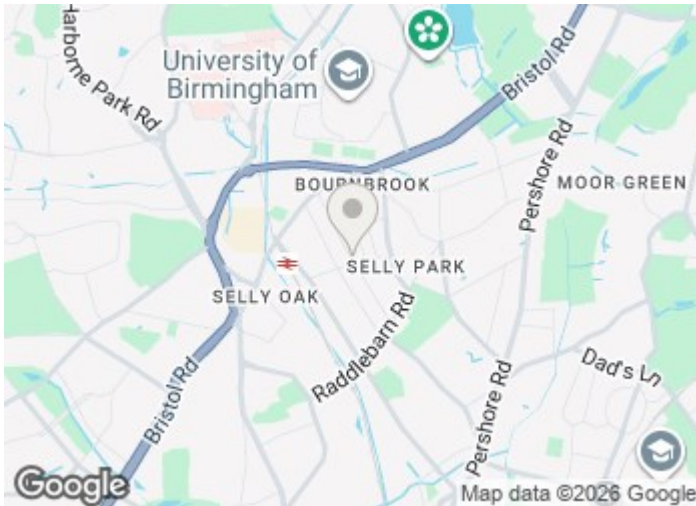 Harborne Park Rd
University of
Birmingham
Bristol Rd
Pershore Rd
BOURNBROOK
MOOR GREEN
SELLY PARK
SELLY OAK
Raddlebarn Rd
Dad's Ln
Bristol Rd
Pershore Rd
Google
Map data ©2026 Google